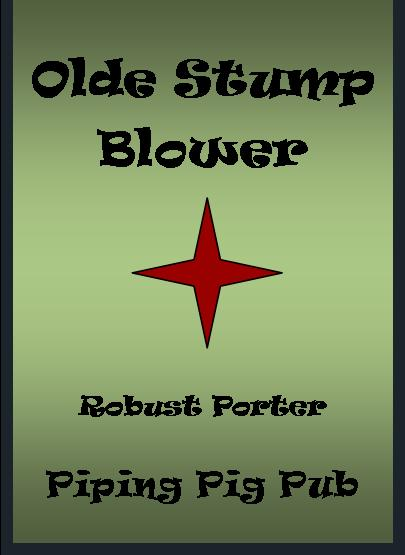 Olde Stump
Blower
Robust Porter
Piping Pig Pub